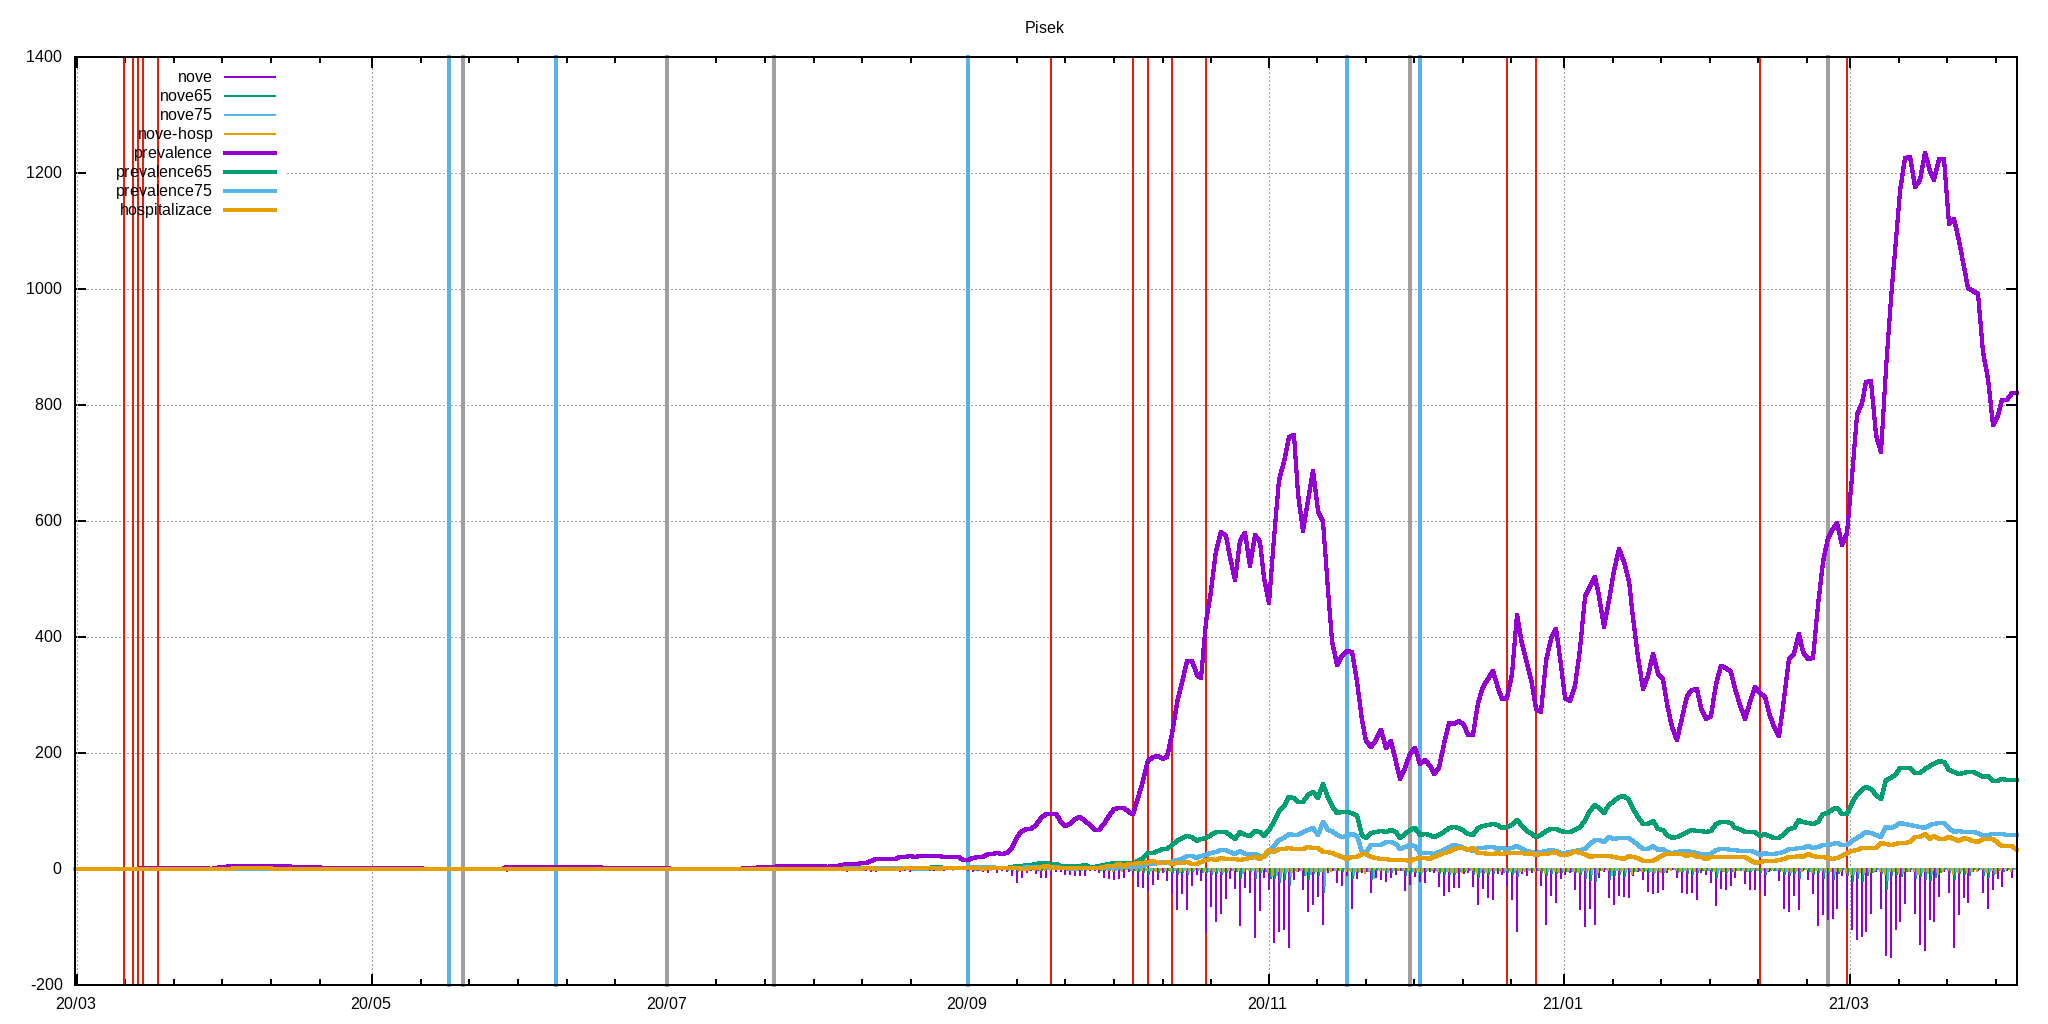 Pisek
1400
1200
1000
800
600
400
200
0
-200
nove
nove65
nove75
nove-hosp
prevalence
prevalence65
prevalence75
hospitalizace
20/03 20/05 20/07 20/09 20/11 21/01 21/03